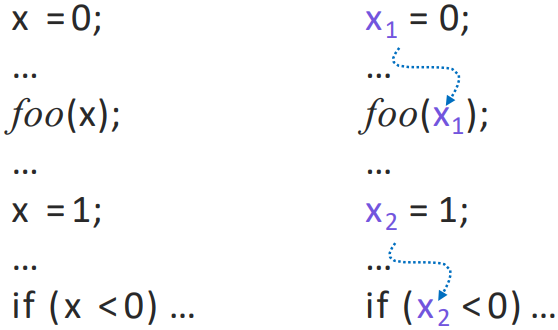 x = 0;
...
foo(x);
...
x = 1;
...
if (x < 0) ...
x₁ = 0;
...
foo(x₁);
...
x₂ = 1;
...
if (x₂ < 0) ...